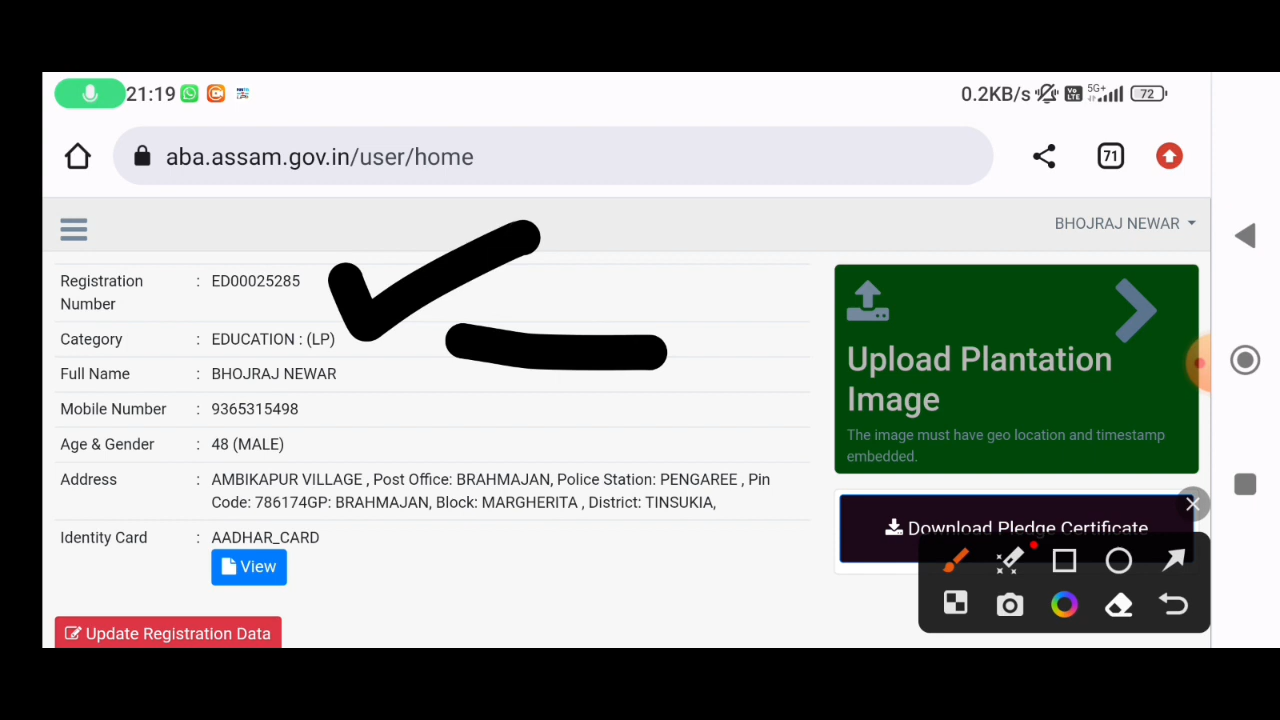 21:19
0.2KB/s Vo LTE 5G+ 72
aba.assam.gov.in/user/home
71
BHOJRAJ NEWAR
Registration Number : ED00025285
Category : EDUCATION : (LP)
Full Name : BHOJRAJ NEWAR
Mobile Number : 9365315498
Age & Gender : 48 (MALE)
Address : AMBIKAPUR VILLAGE , Post Office: BRAHMAJAN, Police Station: PENGAREE , Pin
Code: 786174GP: BRAHMAJAN, Block: MARGHERITA , District: TINSUKIA,
Identity Card : AADHAR_CARD
View
Update Registration Data
Upload Plantation
Image
The image must have geo location and timestamp
embedded.
Download Pledge Certificate